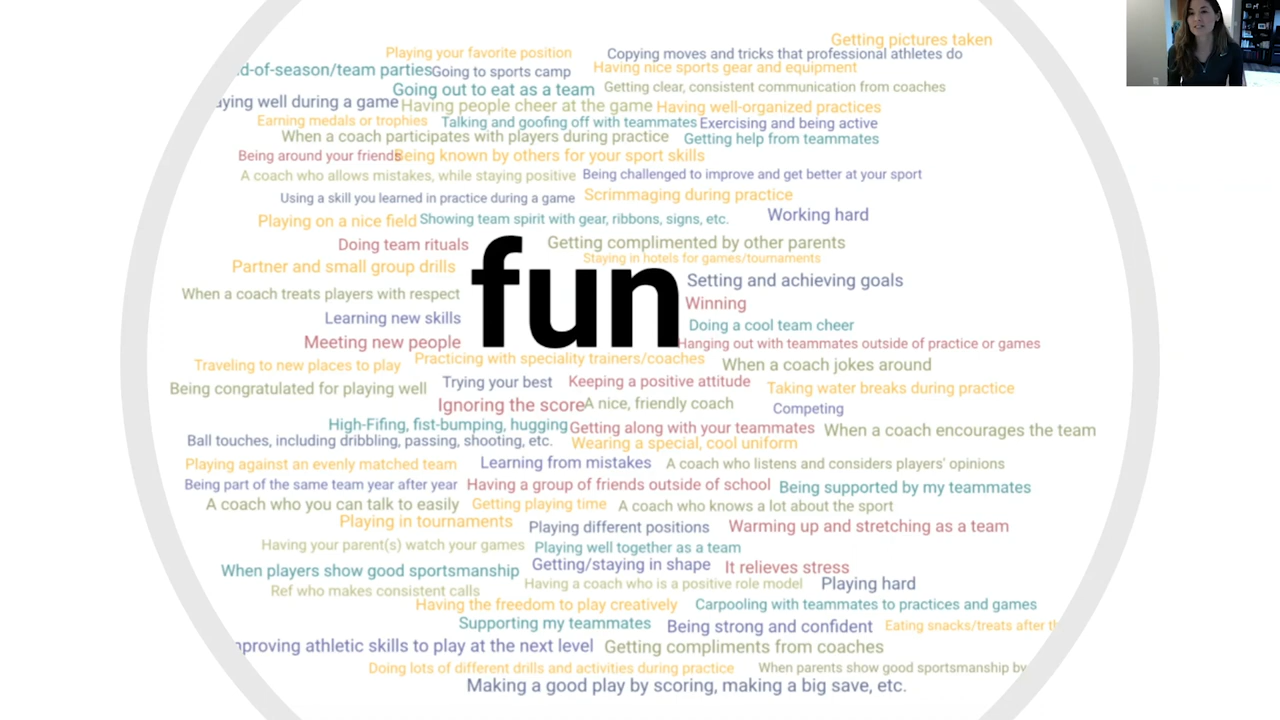 Getting pictures taken
Playing your favorite position Copying moves and tricks that professional athletes do
d-of-season/team parties Going to sports camp Having nice sports gear and equipment
Going out to eat as a team Getting clear, consistent communication from coaches
aying well during a game Having people cheer at the game Having well-organized practices
Earning medals or trophies Talking and goofing off with teammates Exercising and being active
When a coach participates with players during practice Getting help from teammates
Being around your friends Being known by others for your sport skills
A coach who allows mistakes, while staying positive Being challenged to improve and get better at your sport
Using a skill you learned in practice during a game Scrimmaging during practice
Playing on a nice field Showing team spirit with gear, ribbons, signs, etc. Working hard
Doing team rituals Getting complimented by other parents
Staying in hotels for games/tournaments
Partner and small group drills fun Setting and achieving goals
When a coach treats players with respect Winning
Learning new skills Doing a cool team cheer
Meeting new people Hanging out with teammates outside of practice or games
Traveling to new places to play Practicing with speciality trainers/coaches When a coach jokes around
Being congratulated for playing well Trying your best Keeping a positive attitude Taking water breaks during practice
Ignoring the score A nice, friendly coach Competing
High-Fifing, fist-bumping, hugging Getting along with your teammates When a coach encourages the team
Ball touches, including dribbling, passing, shooting, etc. Wearing a special, cool uniform
Playing against an evenly matched team Learning from mistakes A coach who listens and considers players' opinions
Being part of the same team year after year Having a group of friends outside of school Being supported by my teammates
A coach who you can talk to easily Getting playing time A coach who knows a lot about the sport
Playing in tournaments Playing different positions Warming up and stretching as a team
Having your parent(s) watch your games Playing well together as a team
When players show good sportsmanship Getting/staying in shape It relieves stress
Ref who makes consistent calls Having a coach who is a positive role model Playing hard
Having the freedom to play creatively Carpooling with teammates to practices and games
Supporting my teammates Being strong and confident Eating snacks/treats after th
proving athletic skills to play at the next level Getting compliments from coaches
Doing lots of different drills and activities during practice When parents show good sportsmanship by
Making a good play by scoring, making a big save, etc.